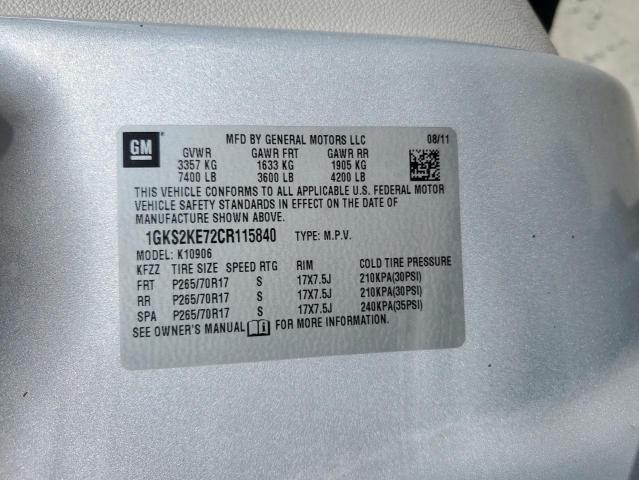 GM MFD BY GENERAL MOTORS LLC 08/11
GVWR GAWR FRT GAWR RR
3357 KG 1633 KG 1905 KG
7400 LB 3600 LB 4200 LB
THIS VEHICLE CONFORMS TO ALL APPLICABLE U.S. FEDERAL MOTOR
VEHICLE SAFETY STANDARDS IN EFFECT ON THE DATE OF
MANUFACTURE SHOWN ABOVE.
1GKS2KE72CR115840 TYPE: M.P.V.
MODEL: K10906
KFZZ TIRE SIZE SPEED RTG RIM COLD TIRE PRESSURE
FRT P265/70R17 S 17X7.5J 210KPA(30PSI)
RR P265/70R17 S 17X7.5J 210KPA(30PSI)
SPA P265/70R17 S 17X7.5J 240KPA(35PSI)
SEE OWNER'S MANUAL FOR MORE INFORMATION.